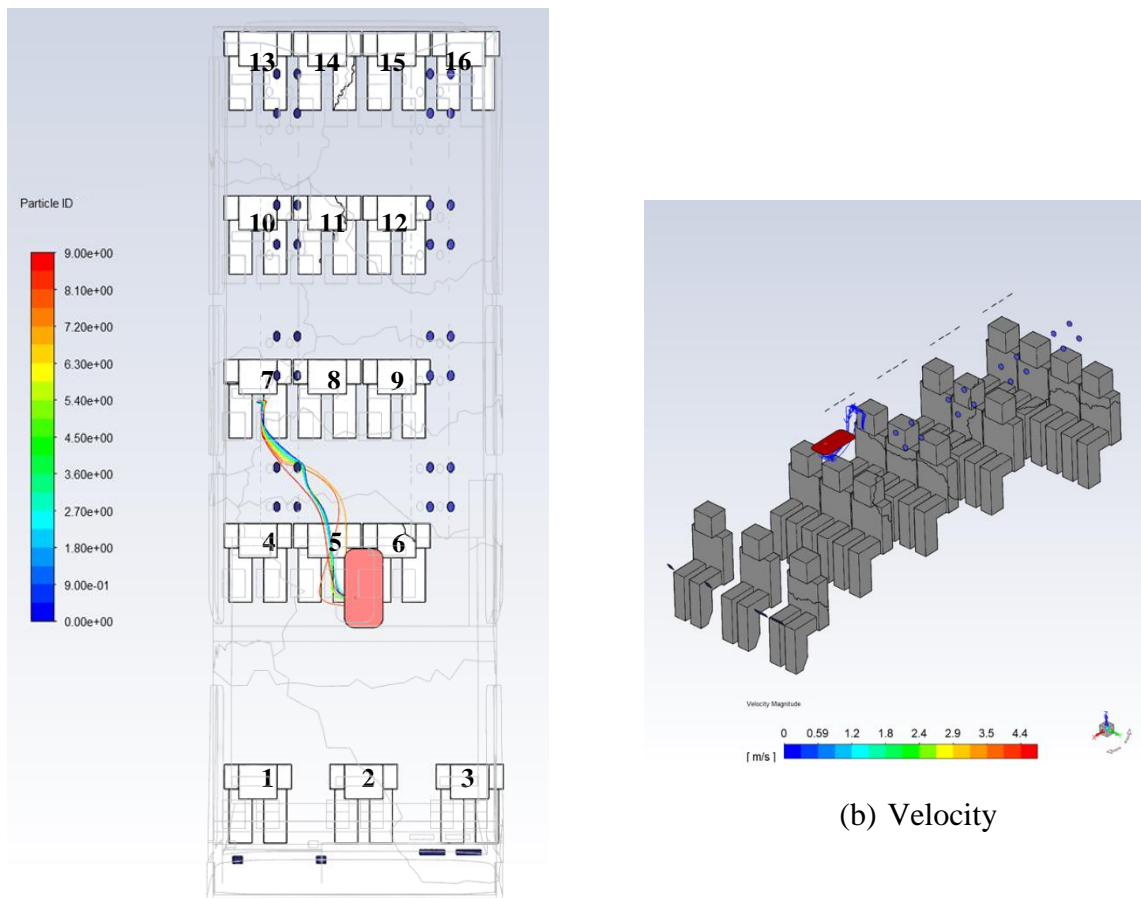 13 14 15 16
Particle ID
10 11 12
9.00e+00
8.10e+00
7.20e+00
6.30e+00
5.40e+00
4.50e+00
3.60e+00
2.70e+00
1.80e+00
9.00e-01
0.00e+00
7 8 9
4 5 6
1 2 3
Velocity Magnitude
0 0.59 1.2 1.8 2.4 2.9 3.5 4.4
[ m/s ]
(b) Velocity